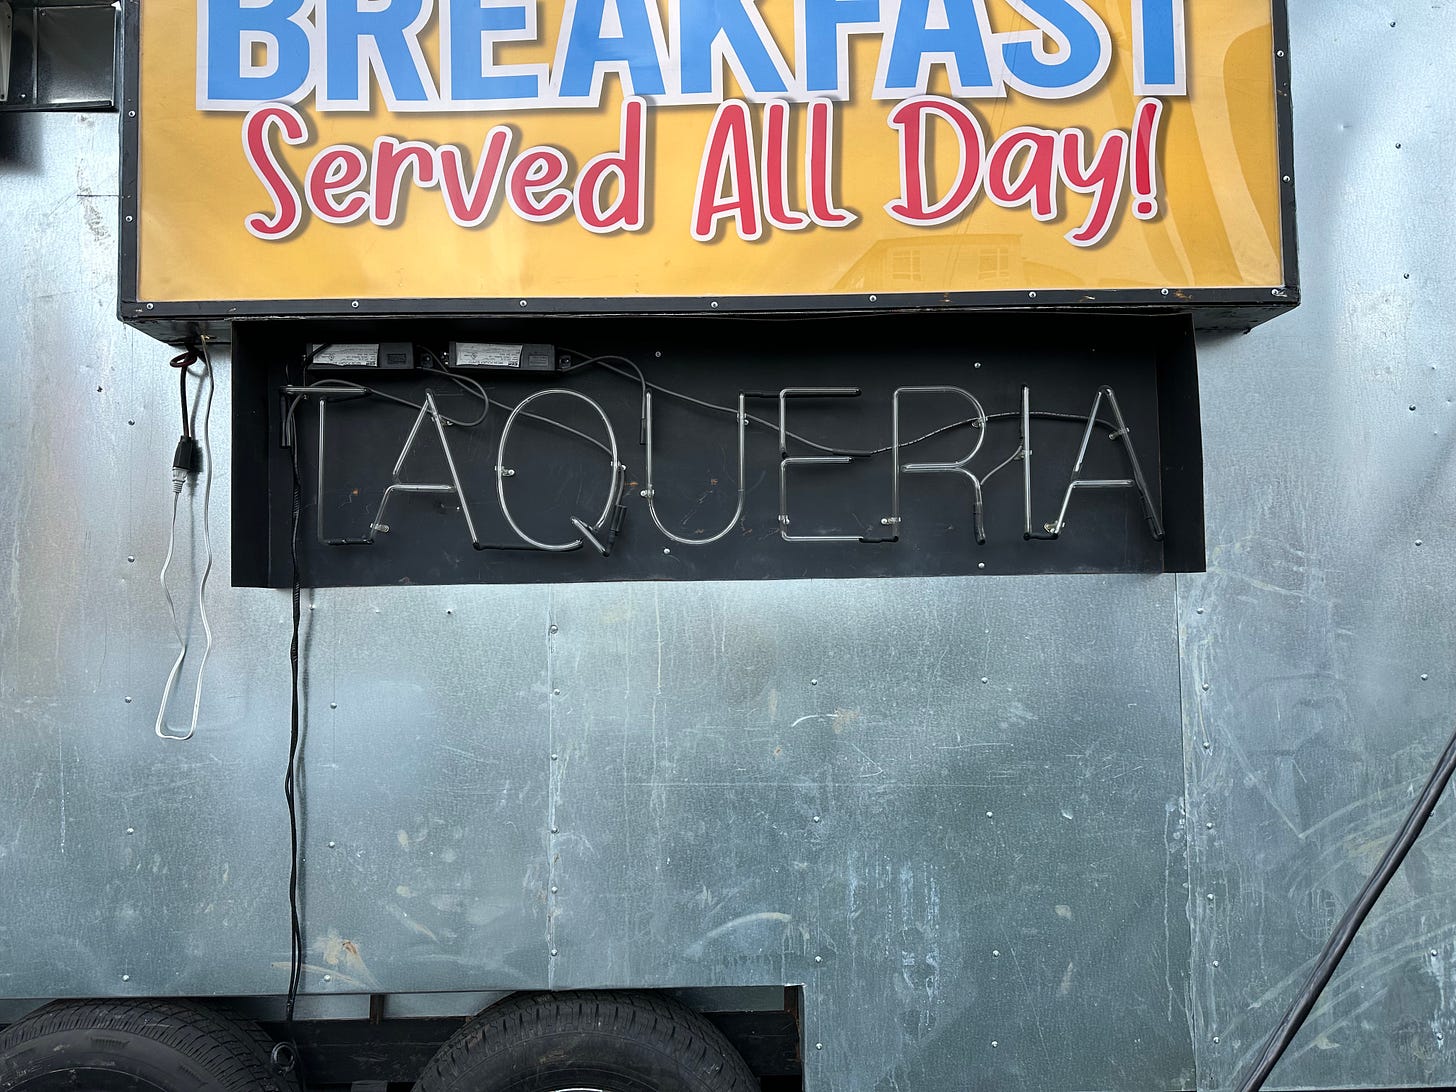 BREAKFAST
Served All Day!
TAQUERIA